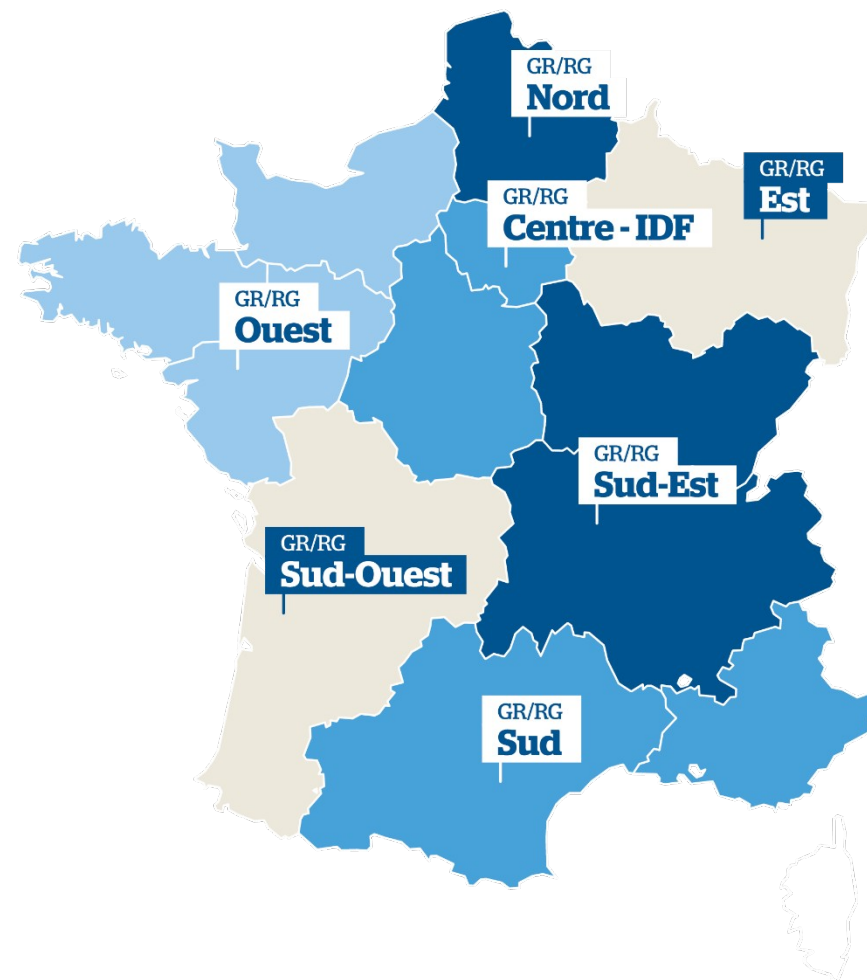 GR/RG
Nord
GR/RG
Est
GR/RG
Centre - IDF
GR/RG
Ouest
GR/RG
Sud-Est
GR/RG
Sud-Ouest
GR/RG
Sud